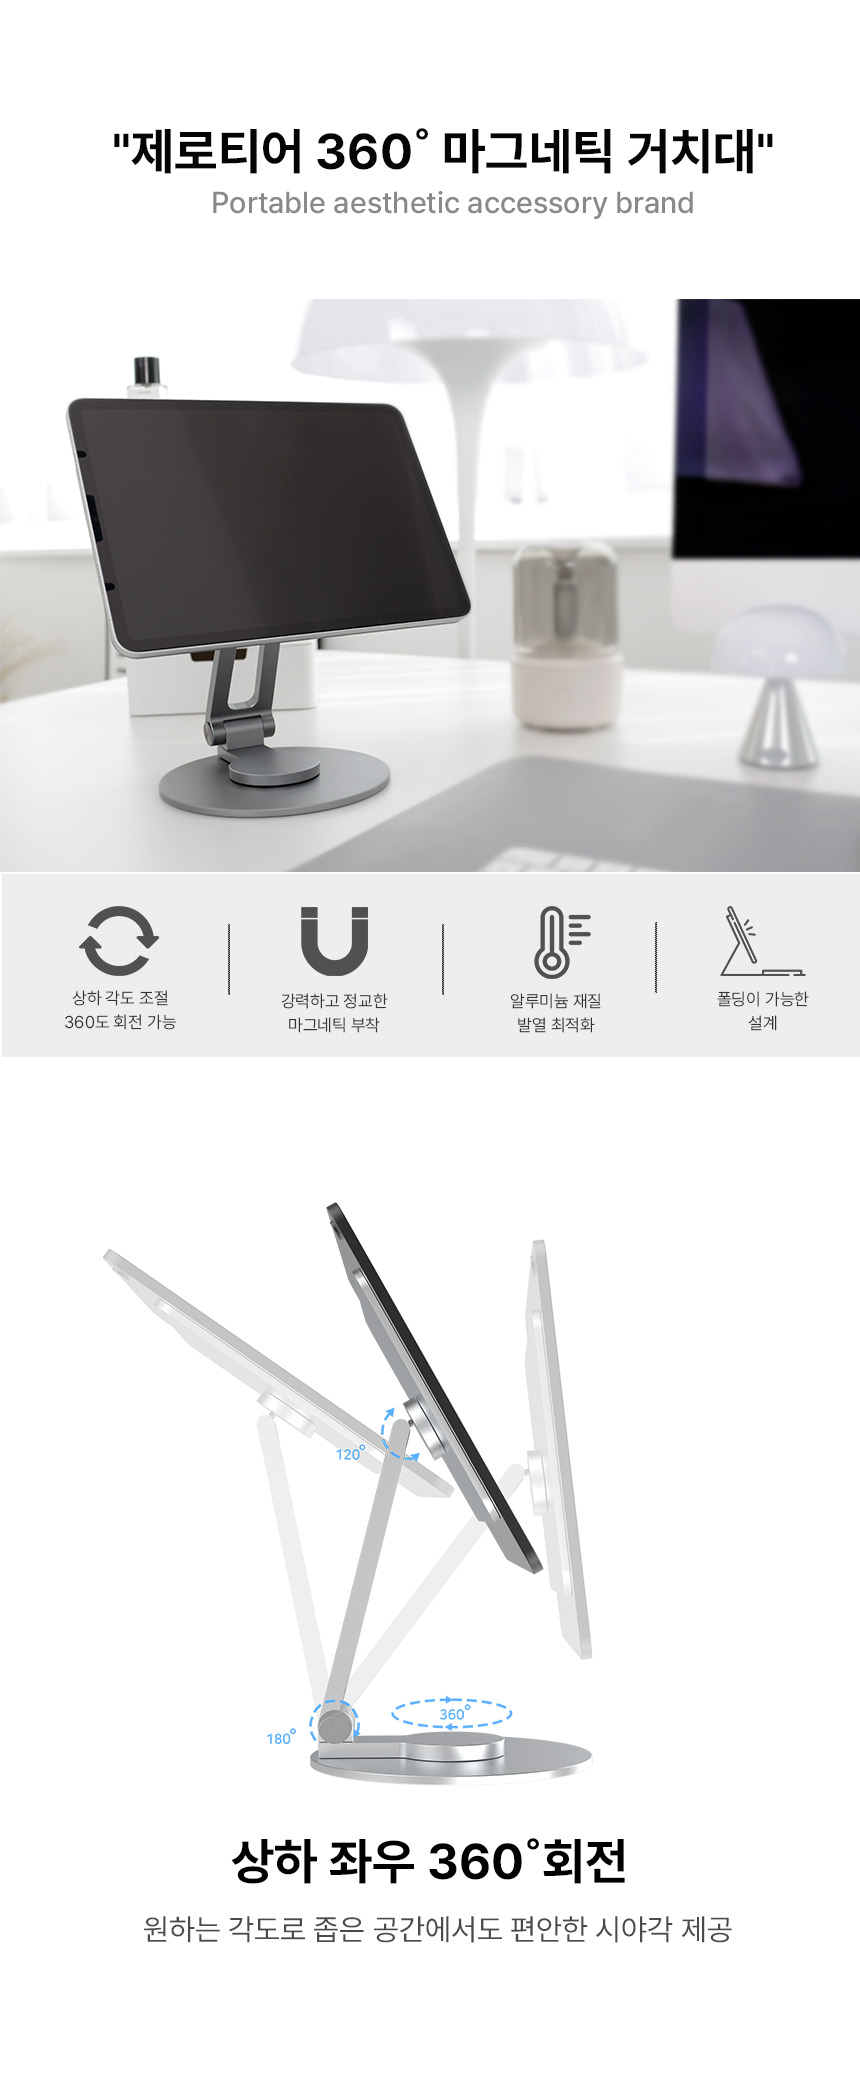 "제로티어 360˚ 마그네틱 거치대"
Portable aesthetic accessory brand
상하 각도 조절
360도 회전 가능
강력하고 정교한
마그네틱 부착
알루미늄 재질
발열 최적화
폴딩이 가능한
설계
120°
360°
180°
상하 좌우 360˚회전
원하는 각도로 좁은 공간에서도 편안한 시야각 제공